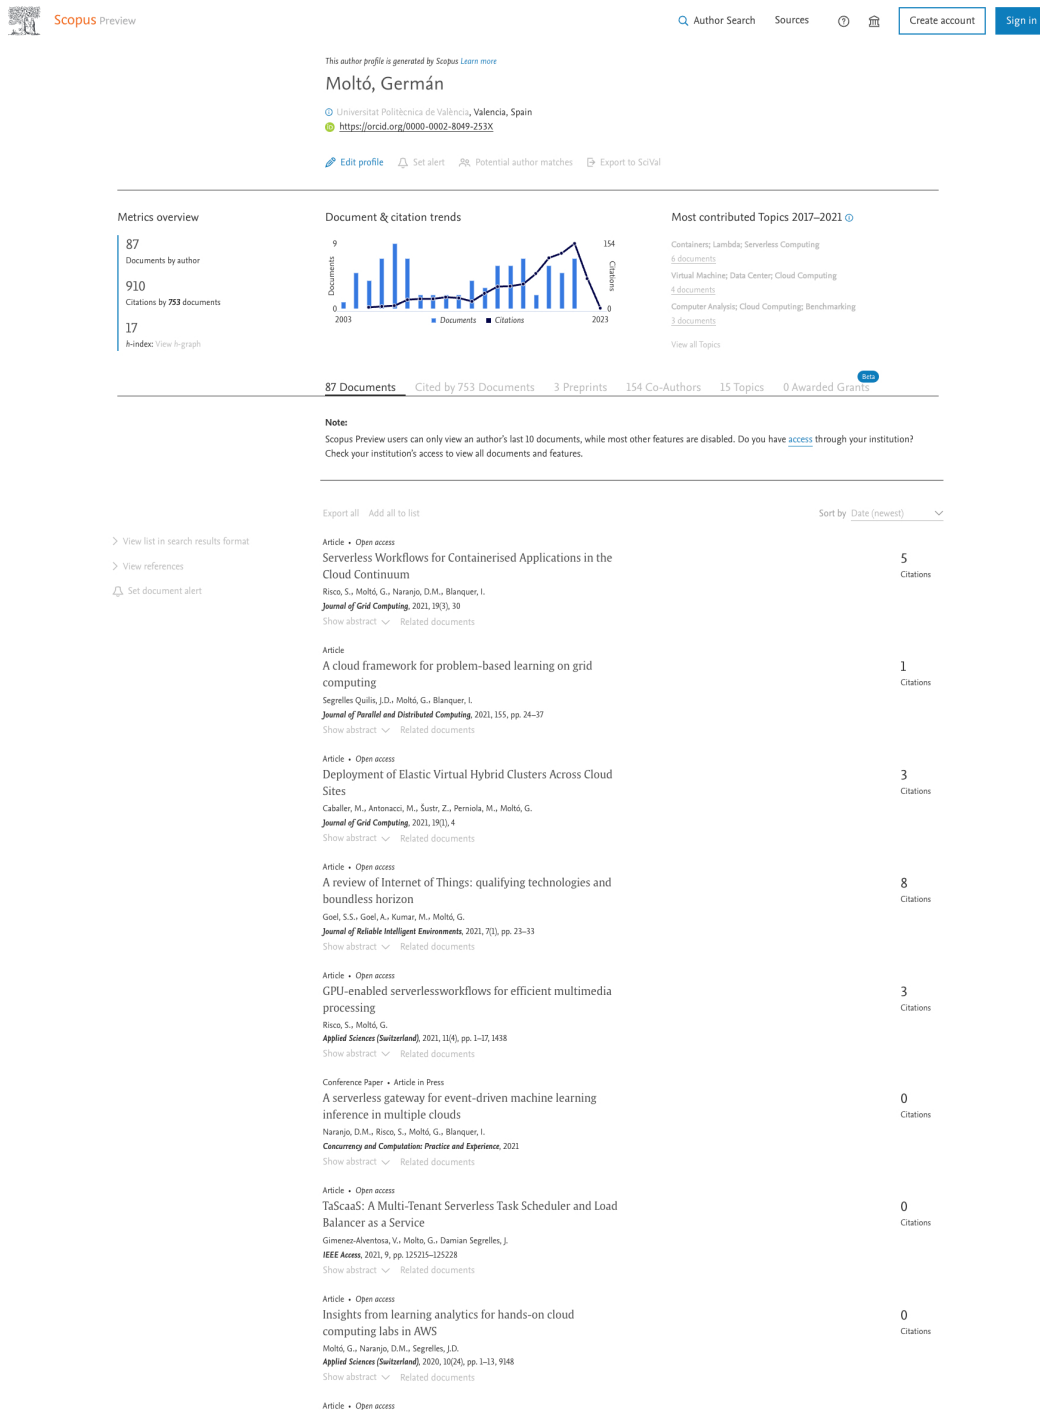 Scopus Preview
Author Search
Sources
Create account
Sign in
This author profile is generated by Scopus Learn more
Moltó, Germán
Universitat Politècnica de València, Valencia, Spain
https://orcid.org/0000-0002-8049-253X
Edit profile
Set alert
Potential author matches
Export to SciVal
Metrics overview
87
Documents by author
910
Citations by 753 documents
17
h-index: View h-graph
Document & citation trends
9
154
Documents
Citations
0
0
2003
2023
Documents
Citations
Most contributed Topics 2017–2021
Containers; Lambda; Serverless Computing
6 documents
Virtual Machine; Data Center; Cloud Computing
4 documents
Computer Analysis; Cloud Computing; Benchmarking
3 documents
View all Topics
Beta
87 Documents
Cited by 753 Documents
3 Preprints
154 Co-Authors
15 Topics
0 Awarded Grants
Note:
Scopus Preview users can only view an author's last 10 documents, while most other features are disabled. Do you have access through your institution?
Check your institution's access to view all documents and features.
Export all
Add all to list
Sort by Date (newest)
View list in search results format
View references
Set document alert
Article • Open access
Serverless Workflows for Containerised Applications in the
Cloud Continuum
Risco, S., Moltó, G., Naranjo, D.M., Blanquer, I.
Journal of Grid Computing, 2021, 19(3), 30
Show abstract
Related documents
5
Citations
Article
A cloud framework for problem-based learning on grid
computing
Segrelles Quilis, J.D., Moltó, G., Blanquer, I.
Journal of Parallel and Distributed Computing, 2021, 155, pp. 24–37
Show abstract
Related documents
1
Citations
Article • Open access
Deployment of Elastic Virtual Hybrid Clusters Across Cloud
Sites
Caballer, M., Antonacci, M., Šustr, Z., Perniola, M., Moltó, G.
Journal of Grid Computing, 2021, 19(1), 4
Show abstract
Related documents
3
Citations
Article • Open access
A review of Internet of Things: qualifying technologies and
boundless horizon
Goel, S.S., Goel, A., Kumar, M., Moltó, G.
Journal of Reliable Intelligent Environments, 2021, 7(1), pp. 23–33
Show abstract
Related documents
8
Citations
Article • Open access
GPU-enabled serverlessworkflows for efficient multimedia
processing
Risco, S., Moltó, G.
Applied Sciences (Switzerland), 2021, 11(4), pp. 1–17, 1438
Show abstract
Related documents
3
Citations
Conference Paper • Article in Press
A serverless gateway for event-driven machine learning
inference in multiple clouds
Naranjo, D.M., Risco, S., Moltó, G., Blanquer, I.
Concurrency and Computation: Practice and Experience, 2021
Show abstract
Related documents
0
Citations
Article • Open access
TaScaaS: A Multi-Tenant Serverless Task Scheduler and Load
Balancer as a Service
Gimenez-Alventosa, V., Molto, G., Damian Segrelles, J.
IEEE Access, 2021, 9, pp. 125215–125228
Show abstract
Related documents
0
Citations
Article • Open access
Insights from learning analytics for hands-on cloud
computing labs in AWS
Moltó, G., Naranjo, D.M., Segrelles, J.D.
Applied Sciences (Switzerland), 2020, 10(24), pp. 1–13, 9148
Show abstract
Related documents
0
Citations
Article • Open access